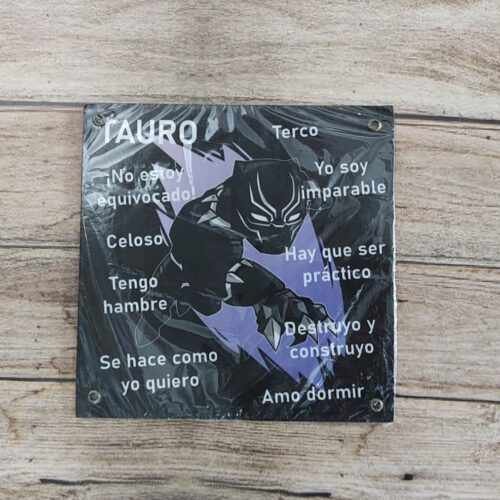 TAURO
Terco
¡No estoy
equivocado!
Yo soy
imparable
Celoso
Hay que ser
práctico
Tengo
hambre
Destruyo y
construyo
Se hace como
yo quiero
Amo dormir